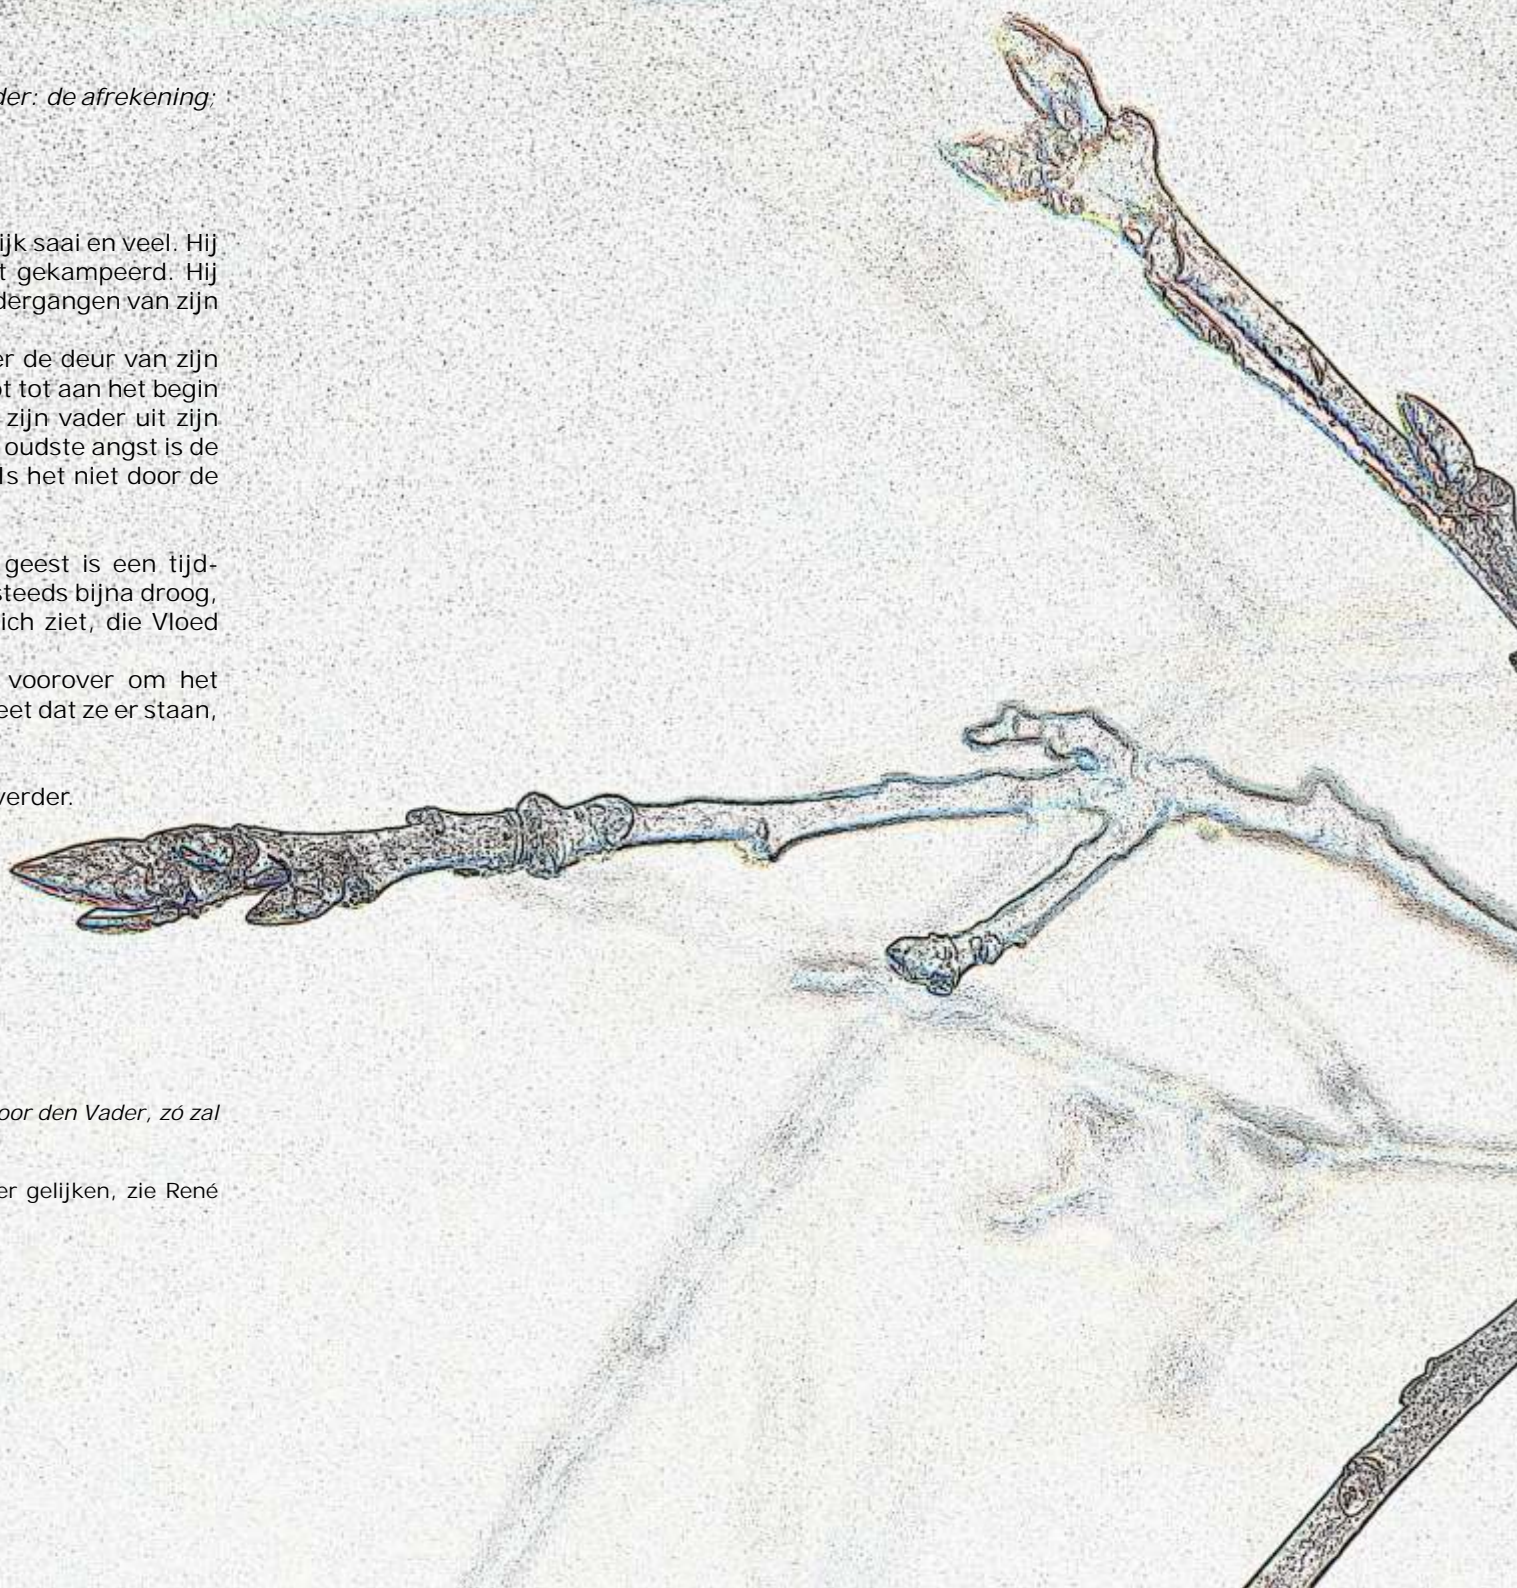 der: de afrekening;
ijk saai en veel. Hij
t gekampeerd. Hij
dergangen van zijn
er de deur van zijn
ot tot aan het begin
zijn vader uit zijn
oudste angst is de
ls het niet door de
geest is een tijd-
steeds bijna droog,
ich ziet, die Vloed
voorover om het
eet dat ze er staan,
verder.
oor den Vader, zó zal
er gelijken, zie René